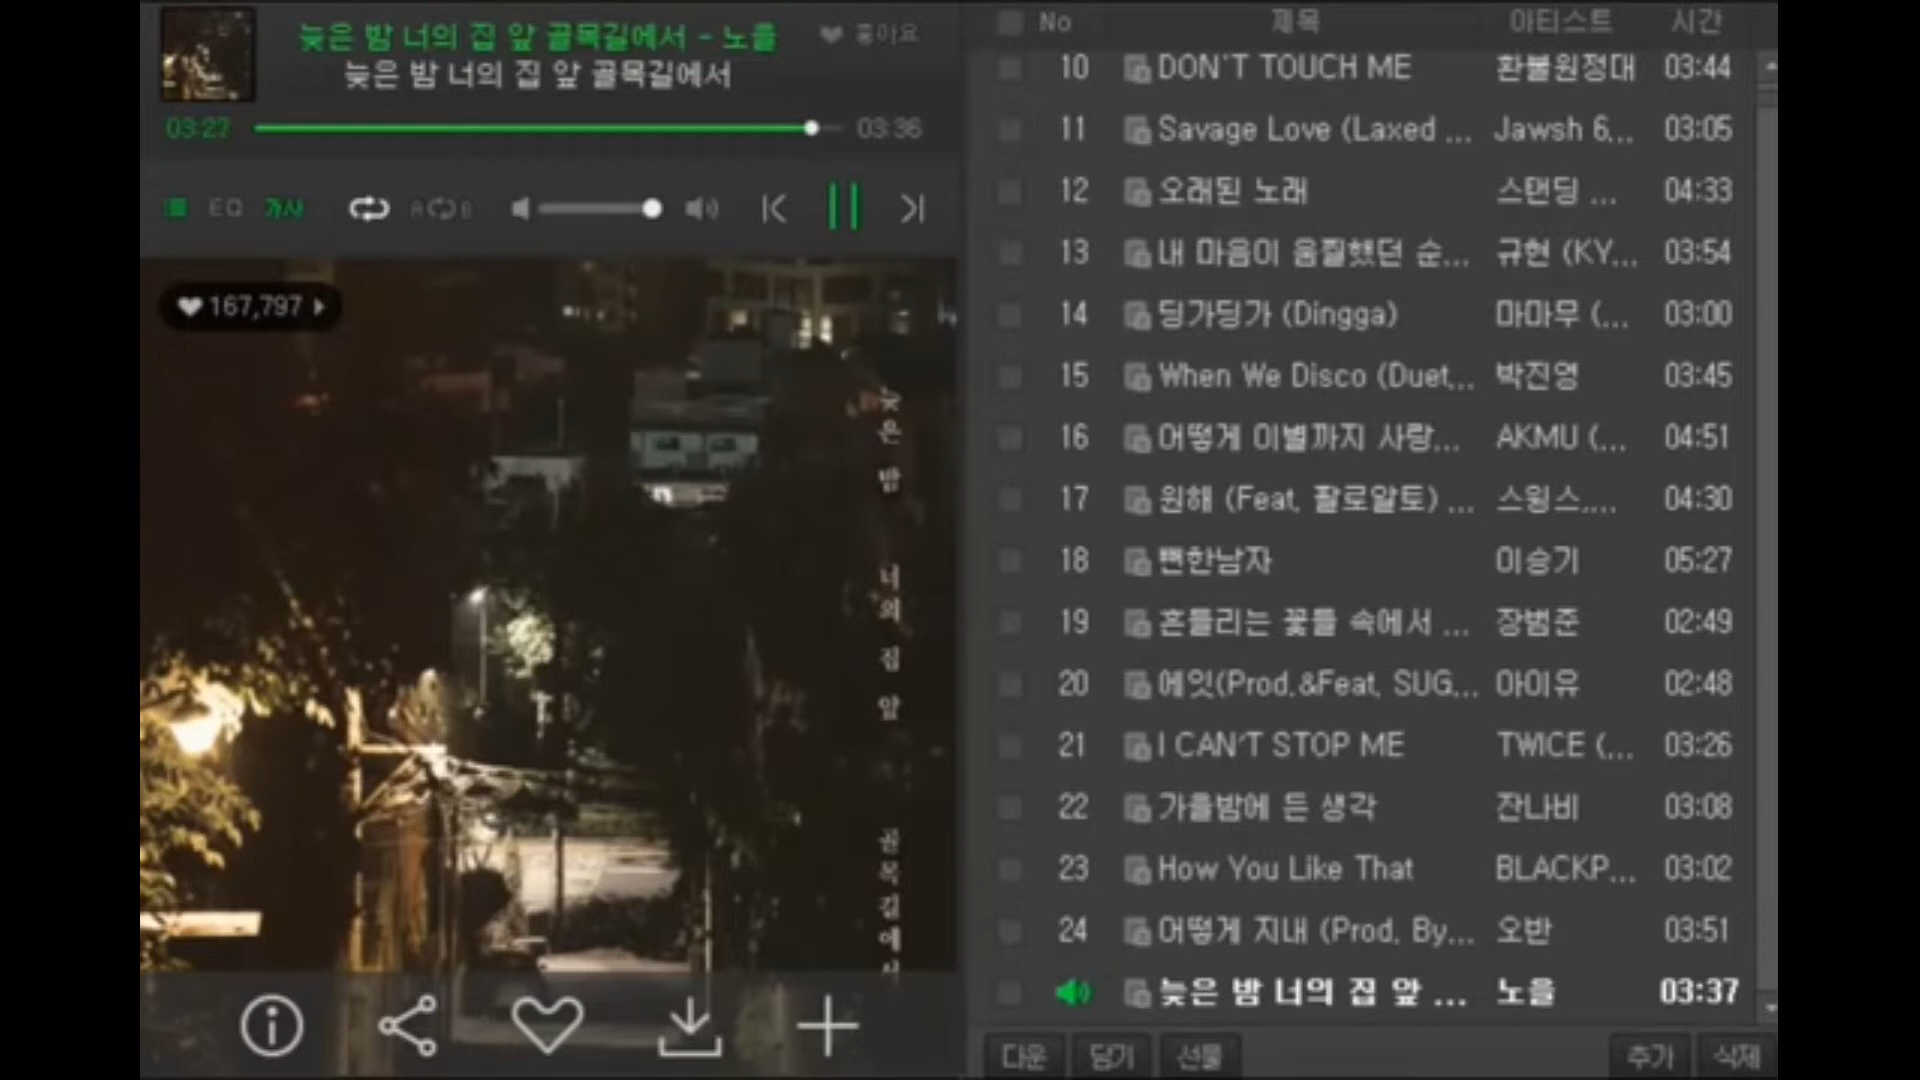 늦은 밤 너의 집 앞 골목길에서 - 노을
좋아요
늦은 밤 너의 집 앞 골목길에서
03:27
03:36
EQ 가사 A B
167,797
늦은 밤 너의 집 앞 골목길에서
No 제목 아티스트 시간
10 DON'T TOUCH ME 환불원정대 03:44
11 Savage Love (Laxed ... Jawsh 6,... 03:05
12 오래된 노래 스탠딩 ... 04:33
13 내 마음이 움찔했던 순... 규현 (KY... 03:54
14 딩가딩가 (Dingga) 마마무 (... 03:00
15 When We Disco (Duet... 박진영 03:45
16 어떻게 이별까지 사랑... AKMU (... 04:51
17 원해 (Feat. 팔로알토) ... 스윙스,... 04:30
18 뻔한남자 이승기 05:27
19 흔들리는 꽃들 속에서 ... 장범준 02:49
20 에잇(Prod.&Feat. SUG... 아이유 02:48
21 I CAN'T STOP ME TWICE (... 03:26
22 가을밤에 든 생각 잔나비 03:08
23 How You Like That BLACKP... 03:02
24 어떻게 지내 (Prod. By... 오반 03:51
늦은 밤 너의 집 앞 ... 노을 03:37
다운 담기 선물 추가 삭제